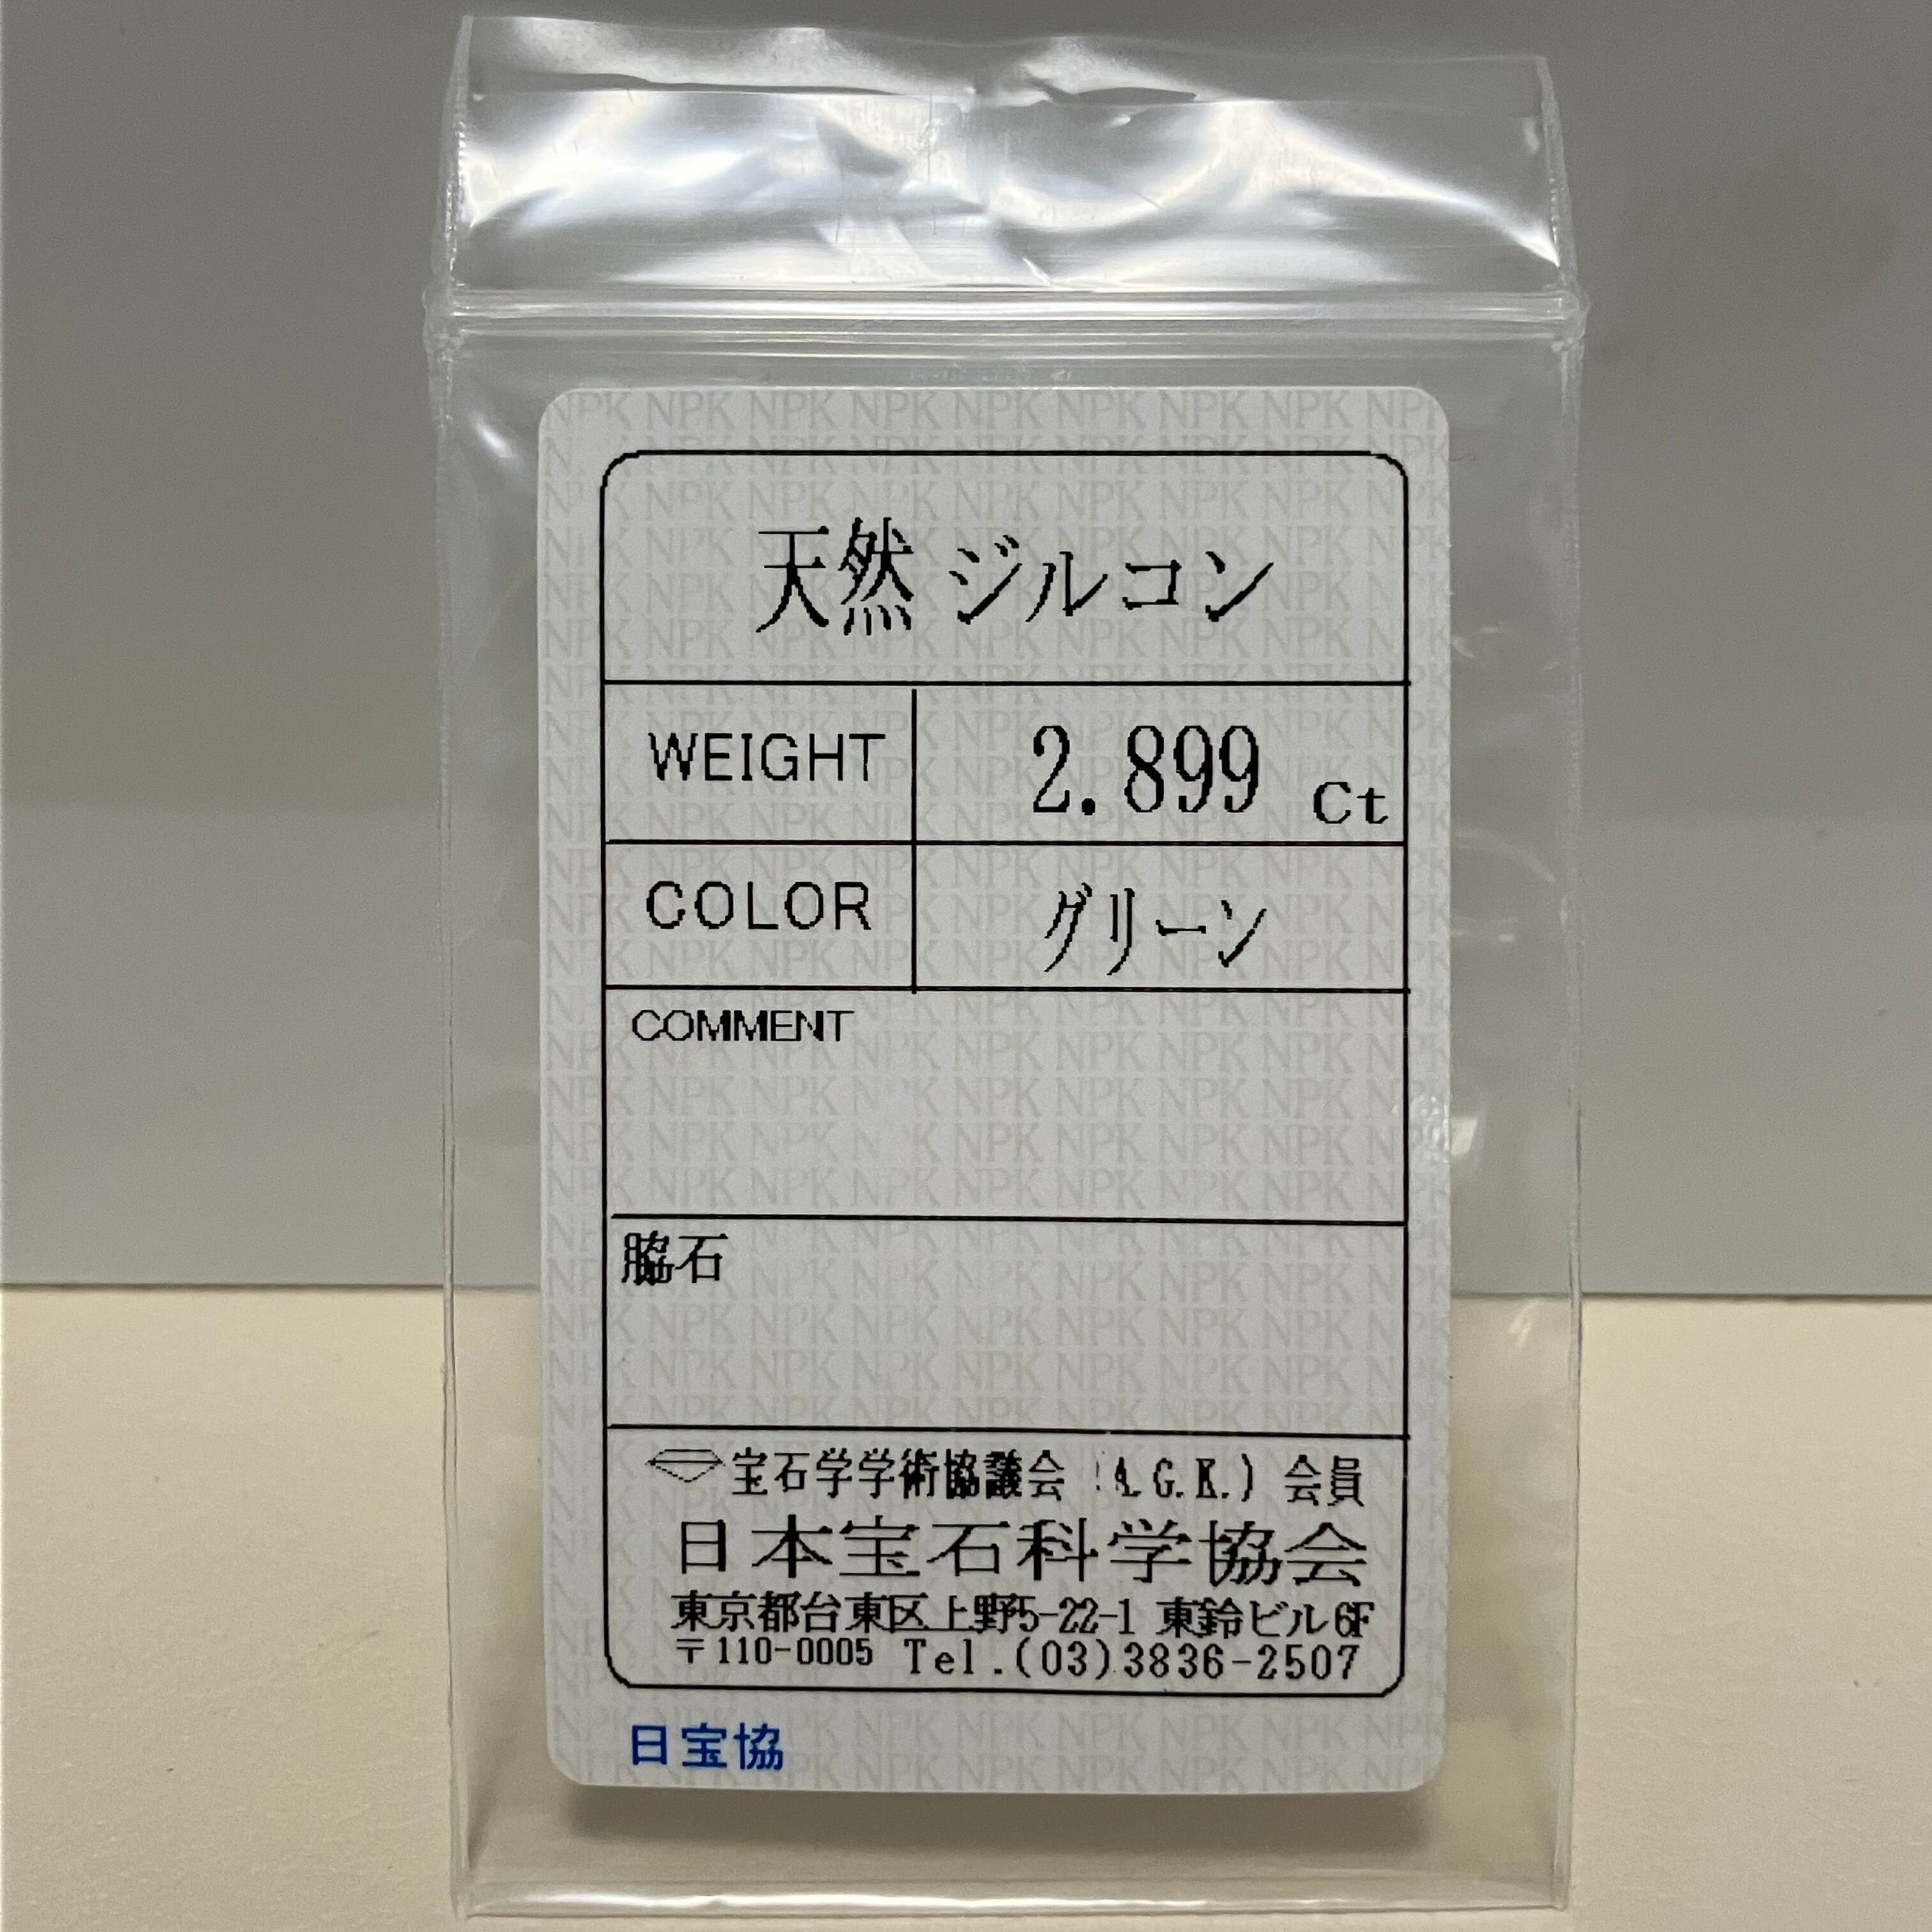 天然 ジルコン
WEIGHT 2.899 Ct
COLOR グリーン
COMMENT
脇石
宝石学学術協議会 (A.G.K.) 会員
日本宝石科学協会
東京都台東区上野5-22-1 東鈴ビル6F
〒110-0005 Tel.(03)3836-2507
日宝協